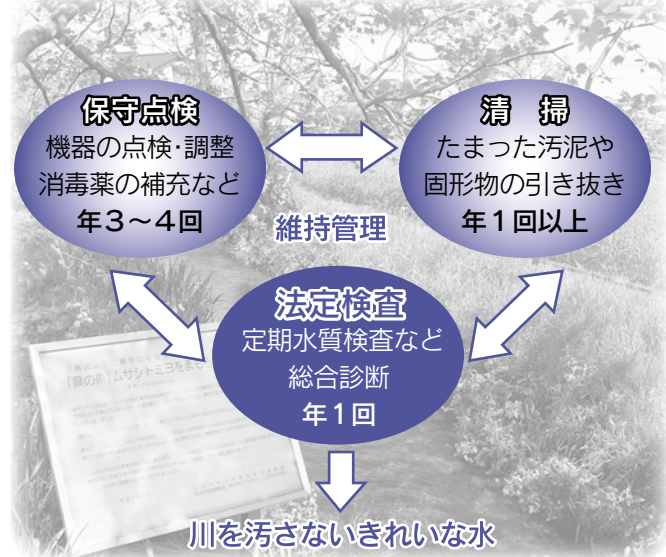 保守点検
機器の点検・調整
消毒薬の補充など
年3～4回
清 掃
たまった汚泥や
固形物の引き抜き
年1回以上
維持管理
法定検査
定期水質検査など
総合診断
年1回
「県の魚」ムサシトミヨをまも
川を汚さないきれいな水